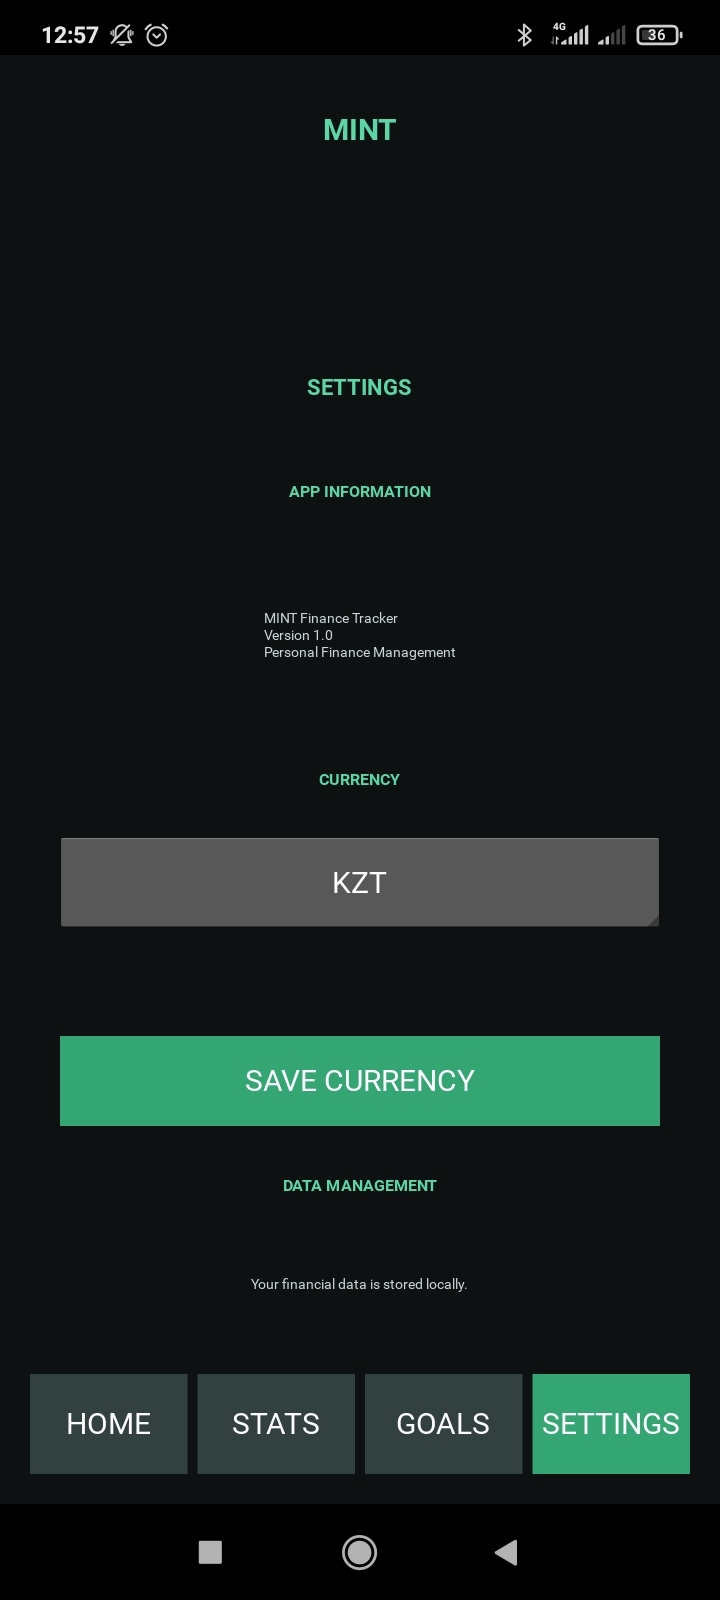 12:57
4G
36
MINT
SETTINGS
APP INFORMATION
MINT Finance Tracker
Version 1.0
Personal Finance Management
CURRENCY
KZT
SAVE CURRENCY
DATA MANAGEMENT
Your financial data is stored locally.
HOME STATS GOALS SETTINGS